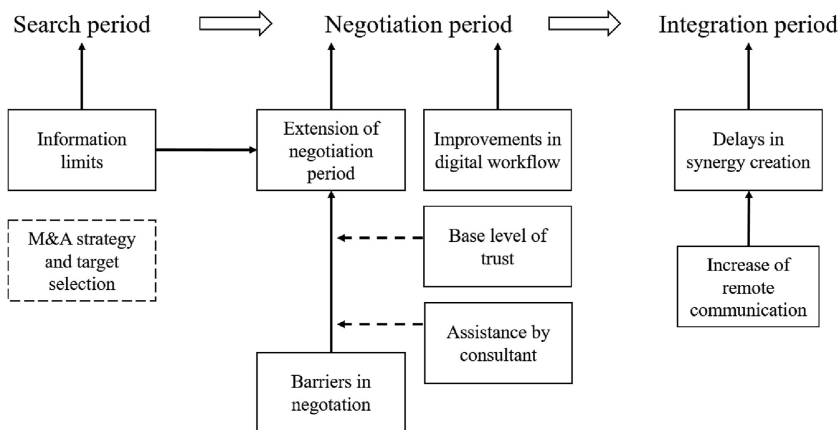 Search period
Negotiation period
Integration period
Information
limits
Extension of
negotiation
period
Improvements in
digital workflow
Delays in
synergy creation
M&A strategy
and target
selection
Base level of
trust
Increase of
remote
communication
Assistance by
consultant
Barriers in
negotation